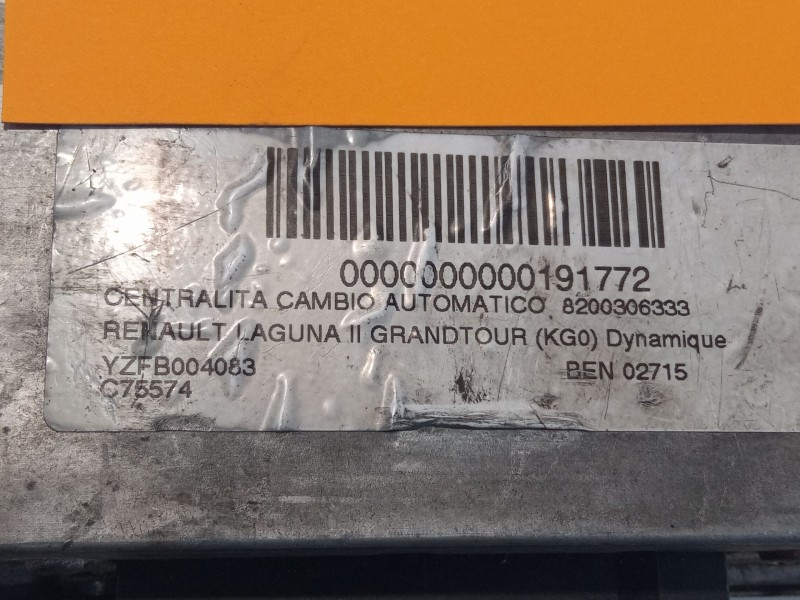 0000000000191772
CENTRALITA CAMBIO AUTOMATICO 8200306333
RENAULT LAGUNA II GRANDTOUR (KG0) Dynamique
YZFB004083 BEN 02715
C75574